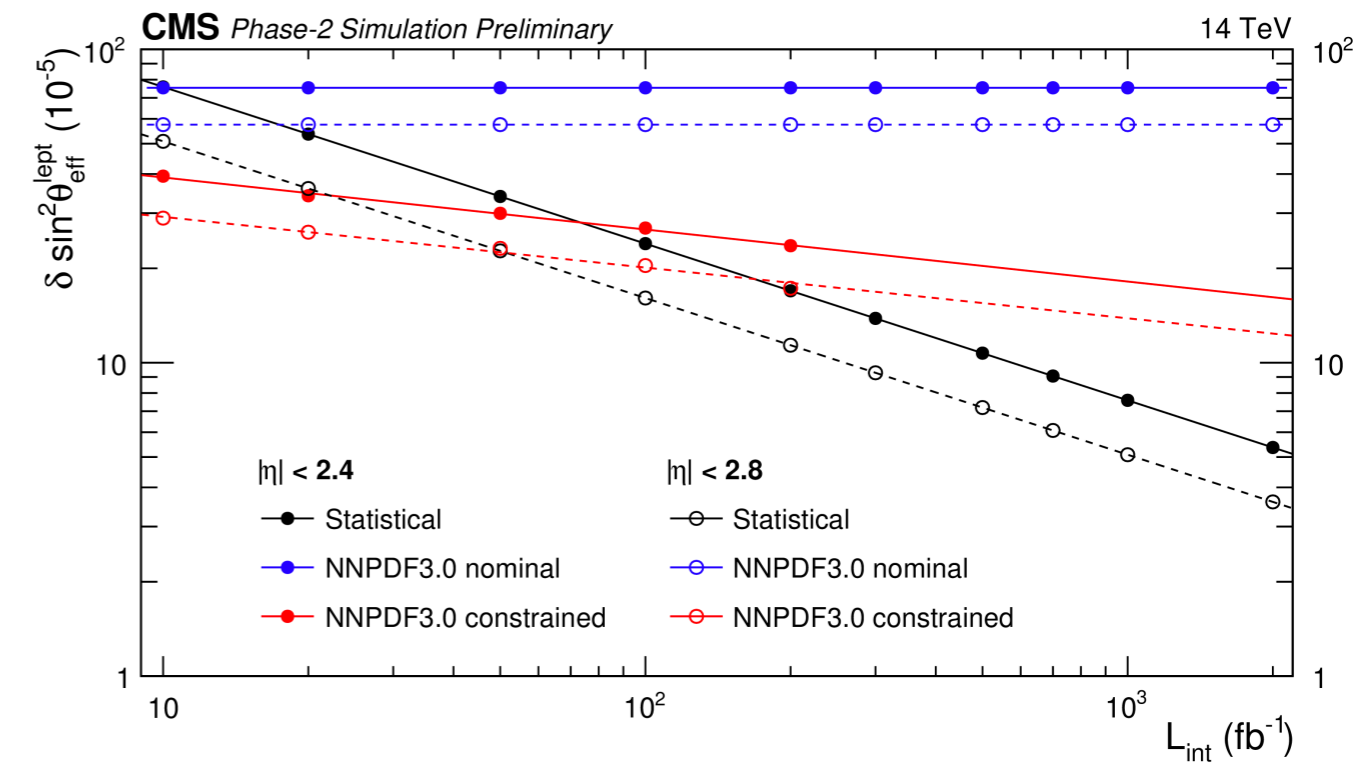 CMS Phase-2 Simulation Preliminary 14 TeV
δ sin²θ_eff^lept (10⁻⁵)
10² 10²
10 10
1 1
|η| < 2.4 |η| < 2.8
Statistical Statistical
NNPDF3.0 nominal NNPDF3.0 nominal
NNPDF3.0 constrained NNPDF3.0 constrained
10 10² 10³
L_int (fb⁻¹)